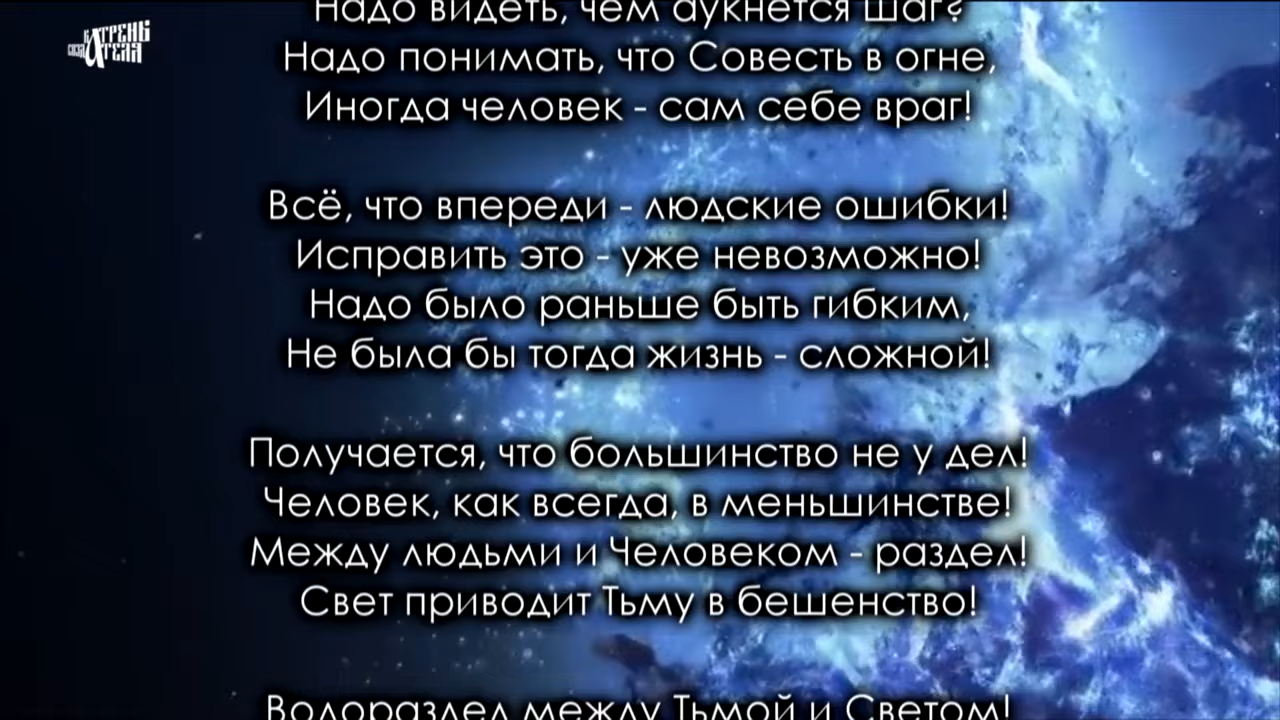 Катрень
Созидателя
Надо видеть, чем аукнется шаг?
Надо понимать, что Совесть в огне,
Иногда человек - сам себе враг!
Всё, что впереди - людские ошибки!
Исправить это - уже невозможно!
Надо было раньше быть гибким,
Не была бы тогда жизнь - сложной!
Получается, что большинство не у дел!
Человек, как всегда, в меньшинстве!
Между людьми и Человеком - раздел!
Свет приводит Тьму в бешенство!
Водораздел между Тьмой и Светом!